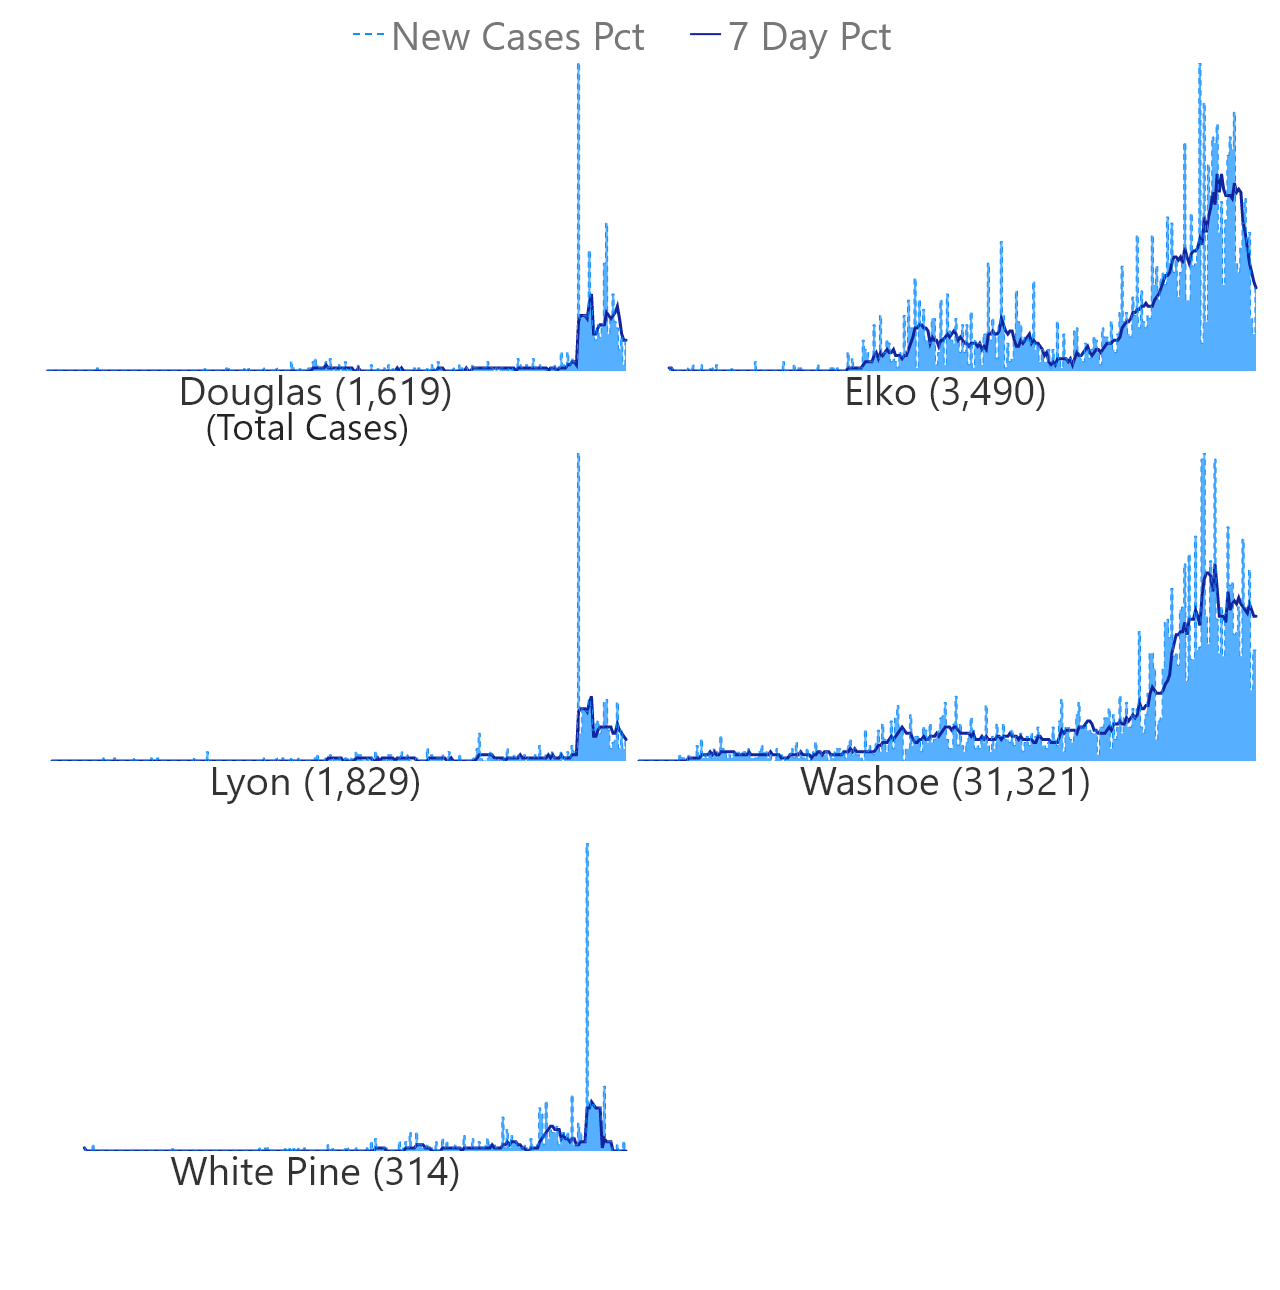 New Cases Pct 7 Day Pct
Douglas (1,619)
(Total Cases)
Elko (3,490)
Lyon (1,829)
Washoe (31,321)
White Pine (314)